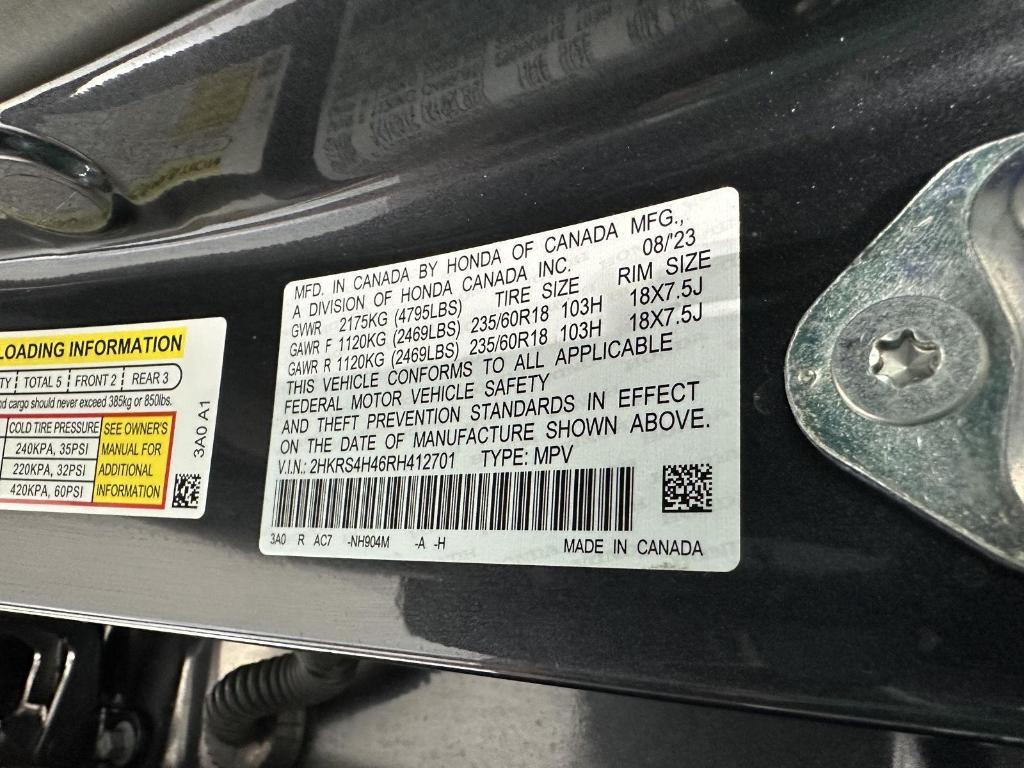 LOADING INFORMATION
TOTAL 5 FRONT 2 REAR 3
cargo should never exceed 385kg or 850lbs.
COLD TIRE PRESSURE
240KPA, 35PSI
220KPA, 32PSI
420KPA, 60PSI
SEE OWNER'S
MANUAL FOR
ADDITIONAL
INFORMATION
3A0 A1
MFD. IN CANADA BY HONDA OF CANADA MFG.,
A DIVISION OF HONDA CANADA INC. 08/'23
GVWR 2175KG (4795LBS) TIRE SIZE RIM SIZE
GAWR F 1120KG (2469LBS) 235/60R18 103H 18X7.5J
GAWR R 1120KG (2469LBS) 235/60R18 103H 18X7.5J
THIS VEHICLE CONFORMS TO ALL APPLICABLE
FEDERAL MOTOR VEHICLE SAFETY
AND THEFT PREVENTION STANDARDS IN EFFECT
ON THE DATE OF MANUFACTURE SHOWN ABOVE.
V.I.N.: 2HKRS4H46RH412701 TYPE: MPV
3A0 R AC7 -NH904M -A -H MADE IN CANADA